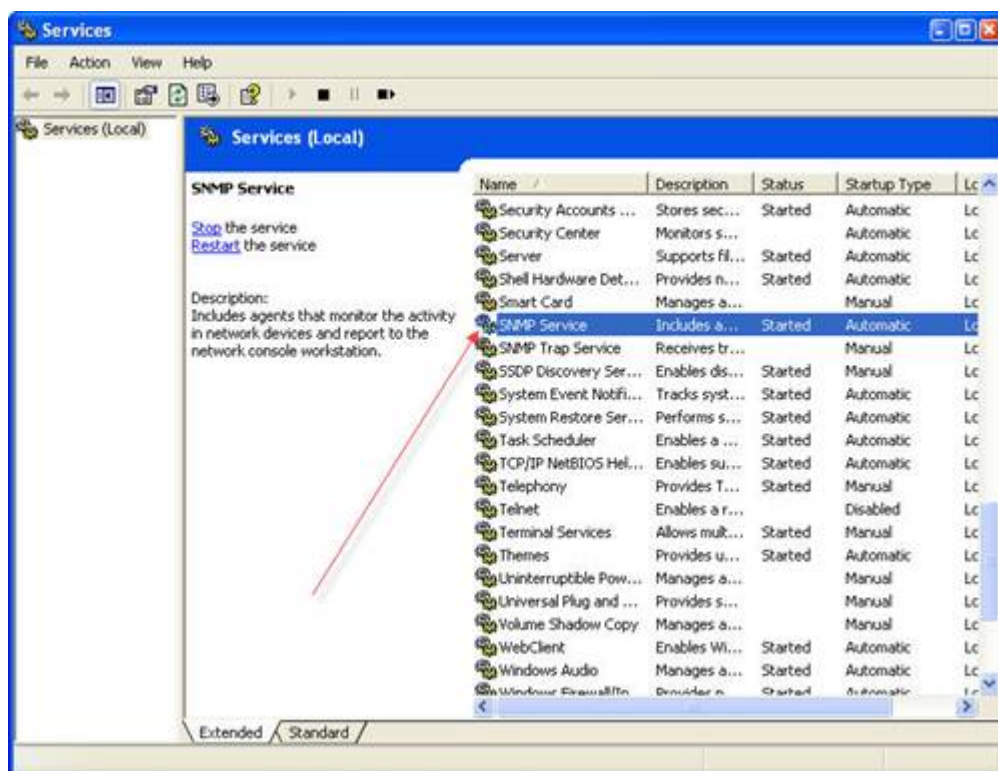 Services
File Action View Help
Services (Local)
Services (Local)
SNMP Service
Stop the service
Restart the service
Description:
Includes agents that monitor the activity
in network devices and report to the
network console workstation.
Name Description Status Startup Type Lc
Security Accounts ... Stores sec... Started Automatic Lc
Security Center Monitors s... Automatic Lc
Server Supports fil... Started Automatic Lc
Shell Hardware Det... Provides n... Started Automatic Lc
Smart Card Manages a... Manual Lc
SNMP Service Includes a... Started Automatic Lc
SNMP Trap Service Receives tr... Manual Lc
SSDP Discovery Ser... Enables dis... Started Manual Lc
System Event Notifi... Tracks syst... Started Automatic Lc
System Restore Ser... Performs s... Started Automatic Lc
Task Scheduler Enables a ... Started Automatic Lc
TCP/IP NetBIOS Hel... Enables su... Started Automatic Lc
Telephony Provides T... Started Manual Lc
Telnet Enables a r... Disabled Lc
Terminal Services Allows mult... Started Manual Lc
Themes Provides u... Started Automatic Lc
Uninterruptible Pow... Manages a... Manual Lc
Universal Plug and ... Provides s... Manual Lc
Volume Shadow Copy Manages a... Manual Lc
WebClient Enables Wi... Started Automatic Lc
Windows Audio Manages a... Started Automatic Lc
Windows Firewall/In... Provides n... Started Automatic Lc
Extended Standard